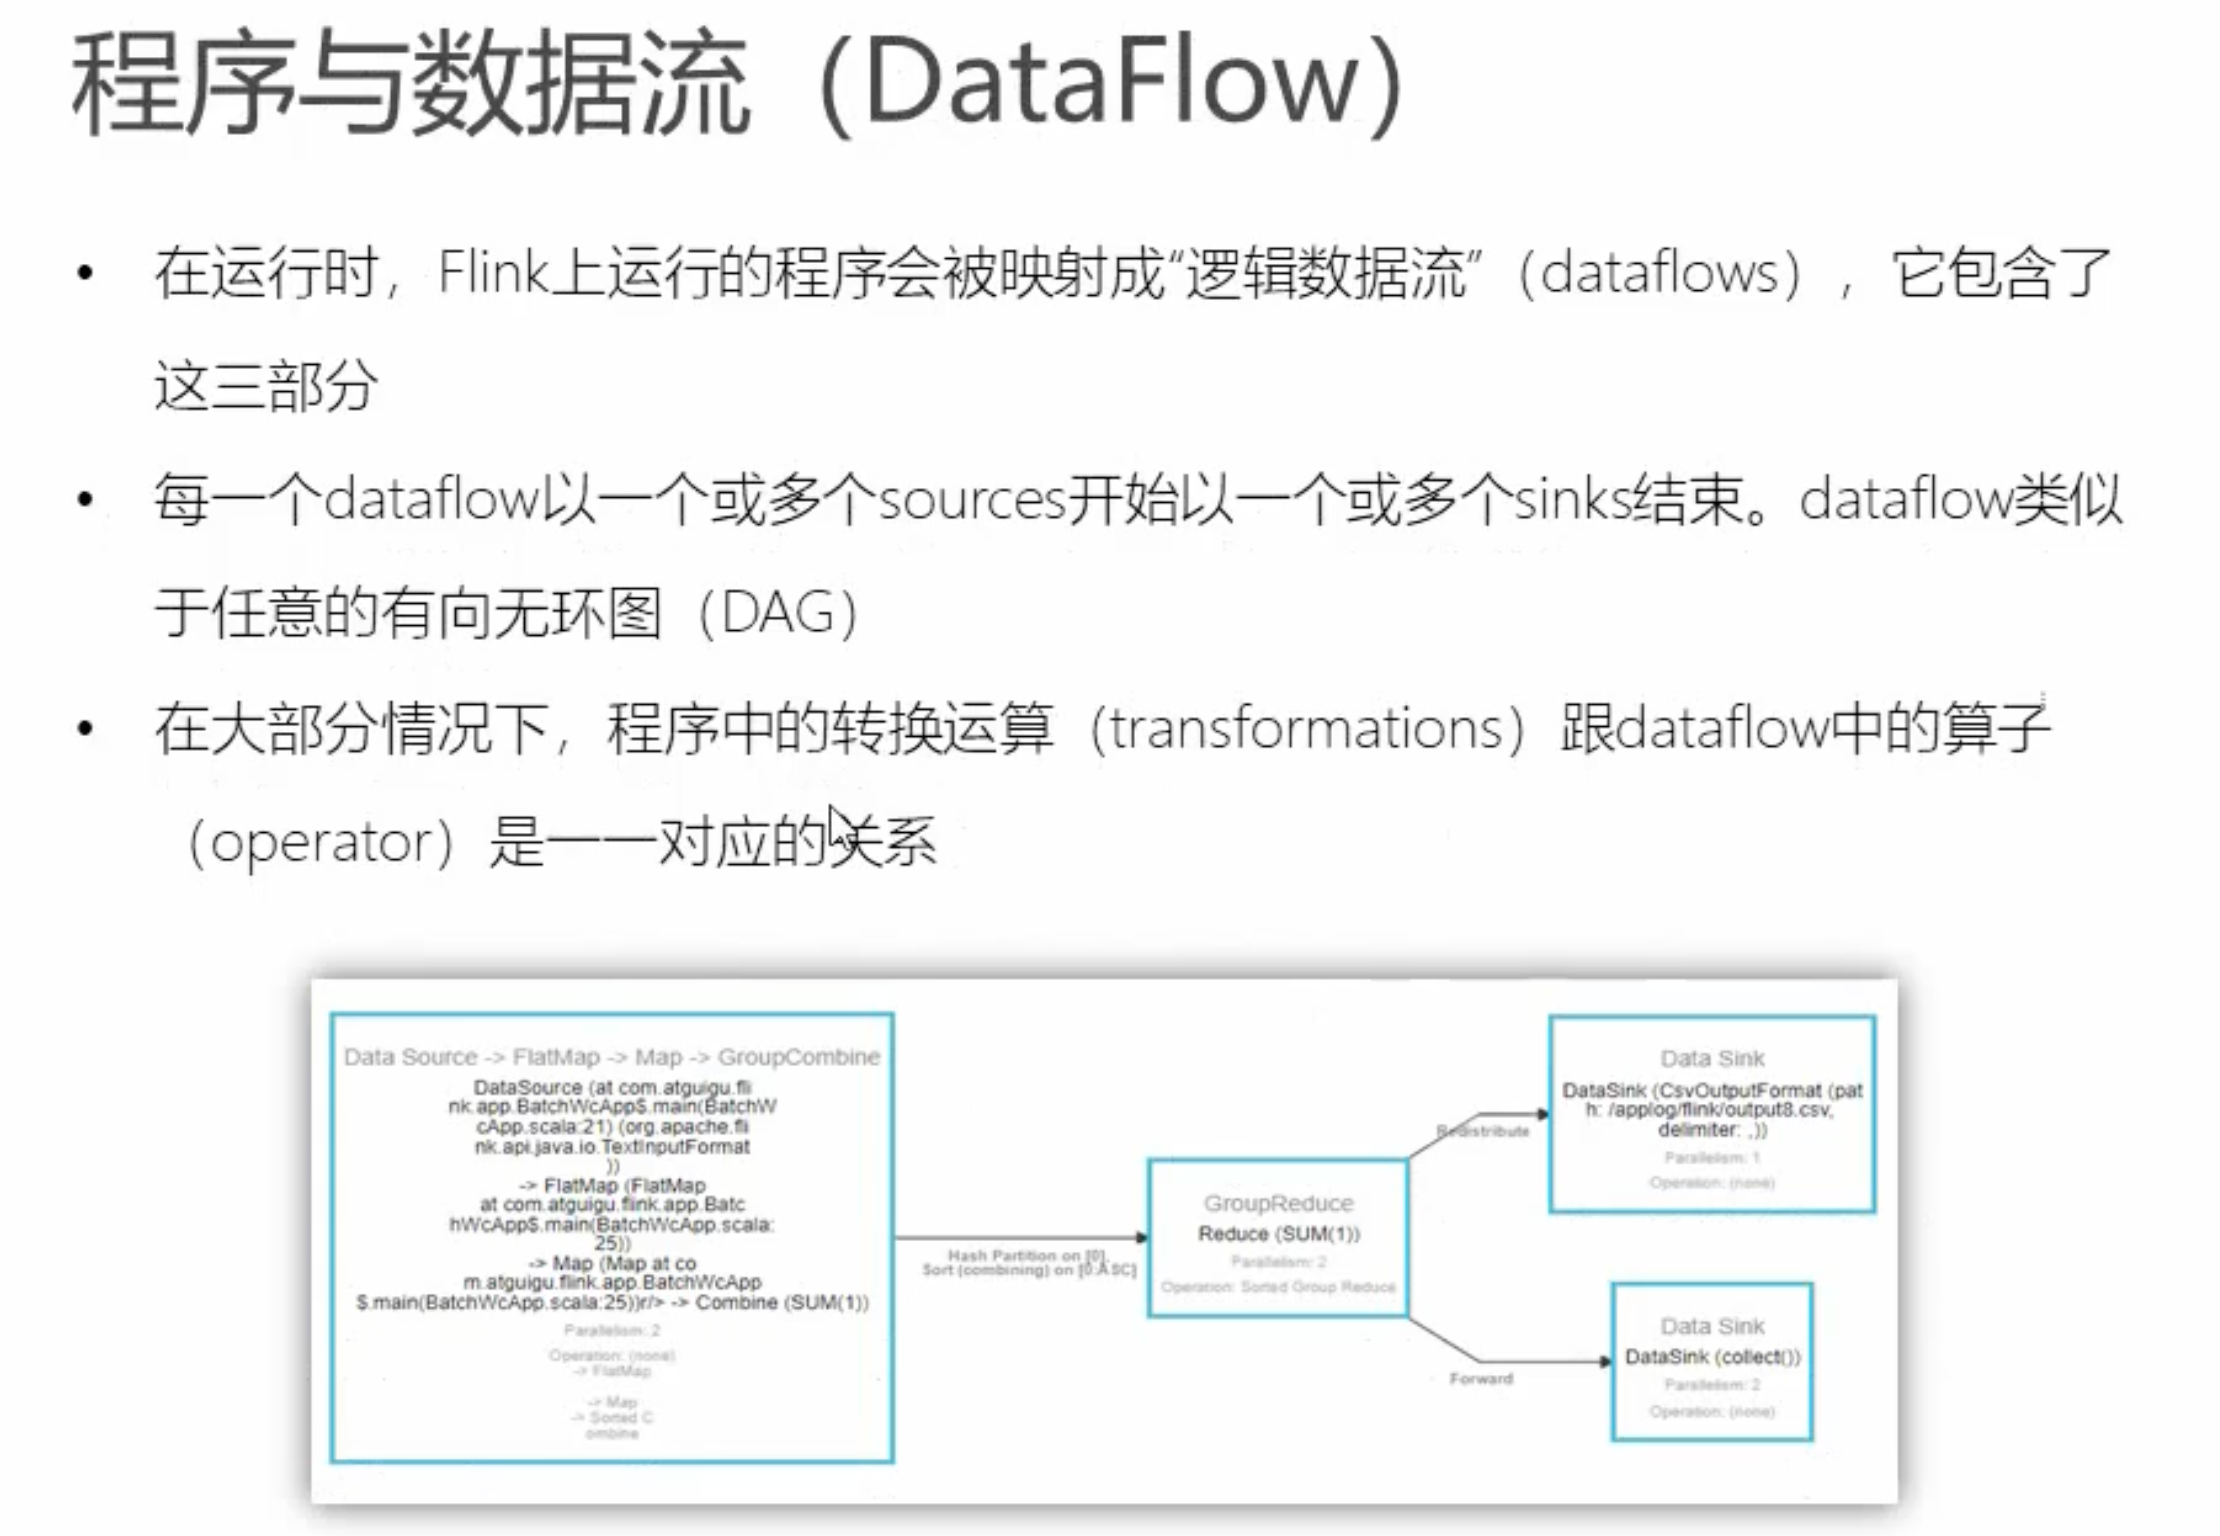 程序与数据流（DataFlow）
• 在运行时，Flink上运行的程序会被映射成“逻辑数据流”（dataflows），它包含了
这三部分
• 每一个dataflow以一个或多个sources开始以一个或多个sinks结束。dataflow类似
于任意的有向无环图（DAG）
• 在大部分情况下，程序中的转换运算（transformations）跟dataflow中的算子
（operator）是一一对应的关系
Data Source -> FlatMap -> Map -> GroupCombine
DataSource (at com.atguigu.fli
nk.app.BatchWcApp$.main(BatchW
cApp.scala:21) (org.apache.fli
nk.api.java.io.TextInputFormat
))
-> FlatMap (FlatMap
at com.atguigu.flink.app.Batc
hWcApp$.main(BatchWcApp.scala:
25))
-> Map (Map at co
m.atguigu.flink.app.BatchWcApp
$.main(BatchWcApp.scala:25))r/> -> Combine (SUM(1))
Parallelism: 2
Operation: (none)
-> FlatMap
-> Map
-> Sorted C
ombine
Hash Partition on [0],
Sort (combining) on [0:ASC]
GroupReduce
Reduce (SUM(1))
Parallelism: 2
Operation: Sorted Group Reduce
Redistribute
Data Sink
DataSink (CsvOutputFormat (pat
h: /applog/flink/output8.csv,
delimiter: ,))
Parallelism: 1
Operation: (none)
Forward
Data Sink
DataSink (collect())
Parallelism: 2
Operation: (none)